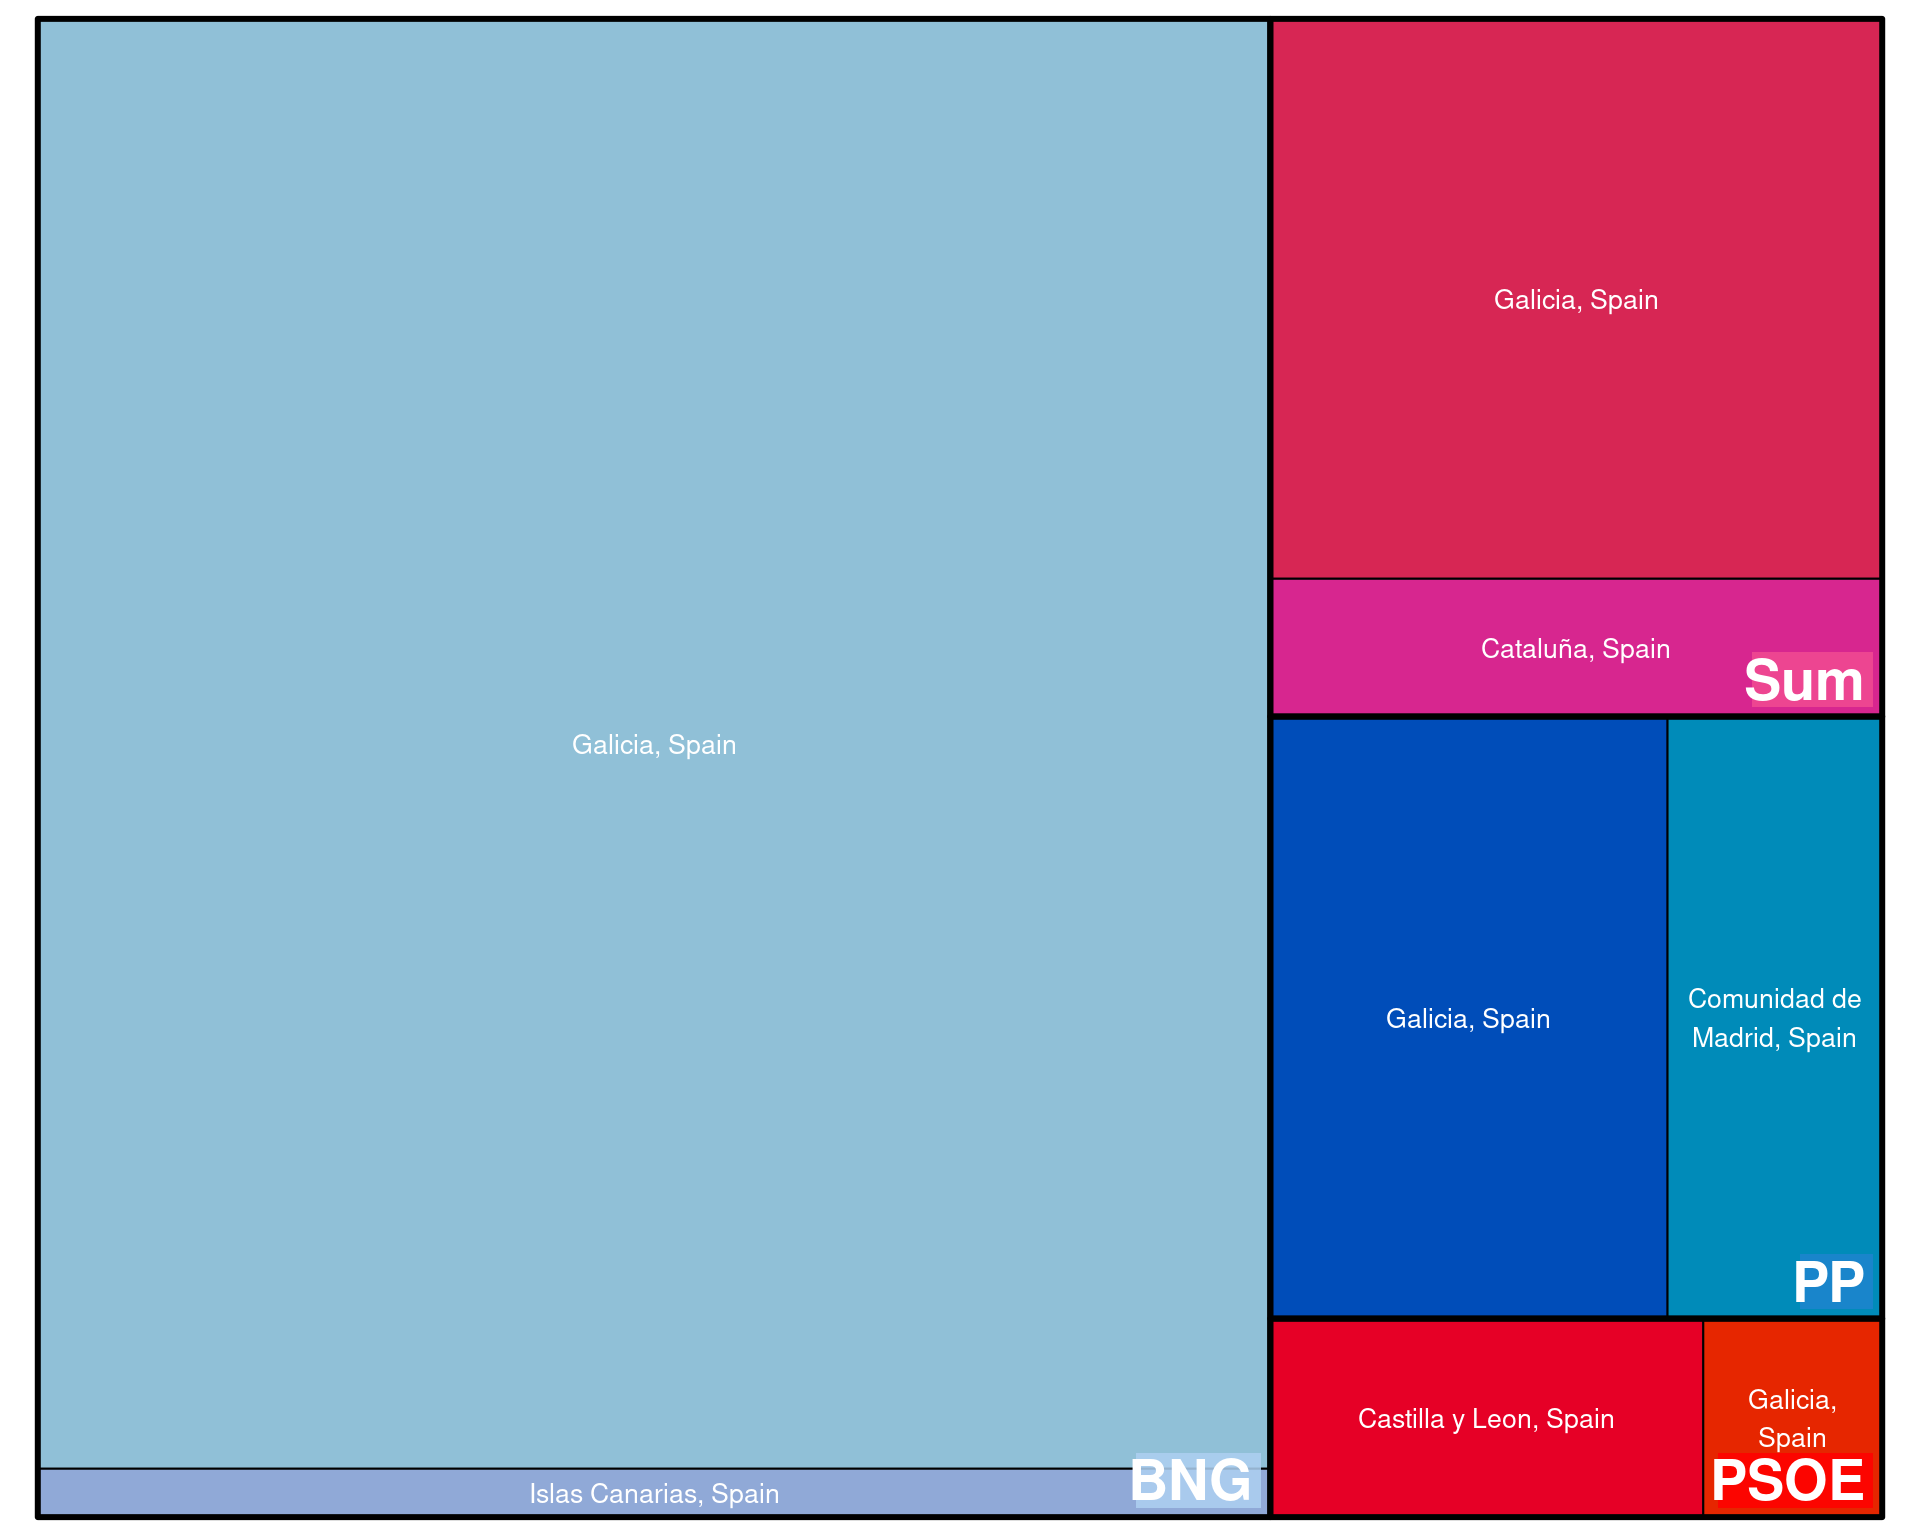 Galicia, Spain
Islas Canarias, Spain
BNG
Galicia, Spain
Cataluña, Spain
Sum
Galicia, Spain
Comunidad de
Madrid, Spain
PP
Castilla y Leon, Spain
Galicia,
Spain
PSOE